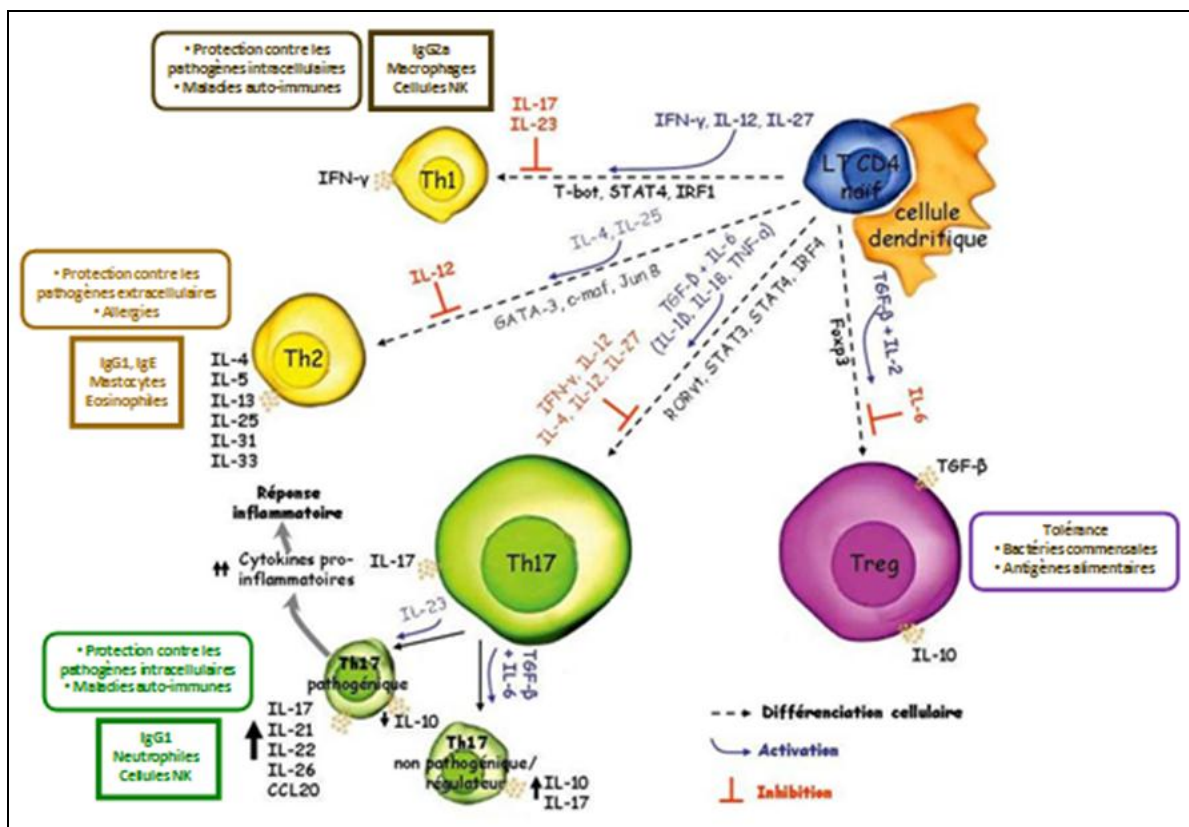 • Protection contre les
pathogènes intracellulaires
• Maladies auto-immunes
IgG2a
Macrophages
Cellules NK
IL-17
IL-23
IFN-γ, IL-12, IL-27
LT CD4
naïf
cellule
dendritique
IFN-γ
Th1
T-bot, STAT4, IRF1
IL-4, IL-25
IL-12
GATA-3, c-maf, Jun B
TGF-β + IL-6
(IL-1β, IL-18, TNF-α)
IFN-γ, IL-12
IL-4, IL-12, IL-27
RORγt, STAT3, STAT4, IRF4
Foxp3
TGF-β + IL-2
IL-6
• Protection contre les
pathogènes extracellulaires
• Allergies
IgG1, IgE
Mastocytes
Eosinophiles
Th2
IL-4
IL-5
IL-13
IL-25
IL-31
IL-33
Réponse
inflammatoire
Cytokines pro-
inflammatoires
IL-17
Th17
TGF-β
Treg
IL-10
Tolérance
• Bactéries commensales
• Antigènes alimentaires
IL-23
TGF-β
+ IL-6
• Protection contre les
pathogènes intracellulaires
• Maladies auto-immunes
IgG1
Neutrophiles
Cellules NK
Th17
pathogénique
IL-17
IL-21
IL-22
IL-26
CCL20
IL-10
Th17
non pathogénique/
régulateur
IL-10
IL-17
Différenciation cellulaire
Activation
Inhibition